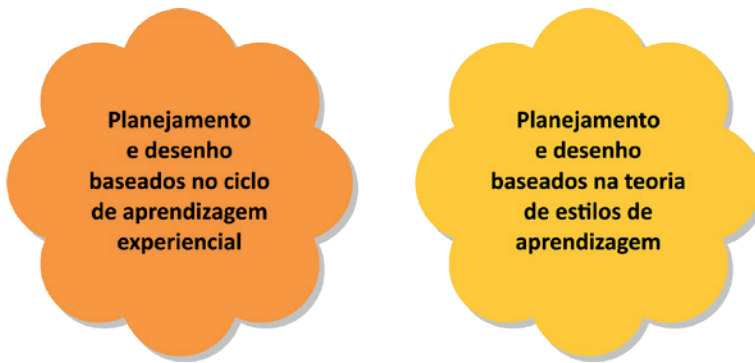 Planejamento
e desenho
baseados no ciclo
de aprendizagem
experiencial
Planejamento
e desenho
baseados na teoria
de estilos de
aprendizagem